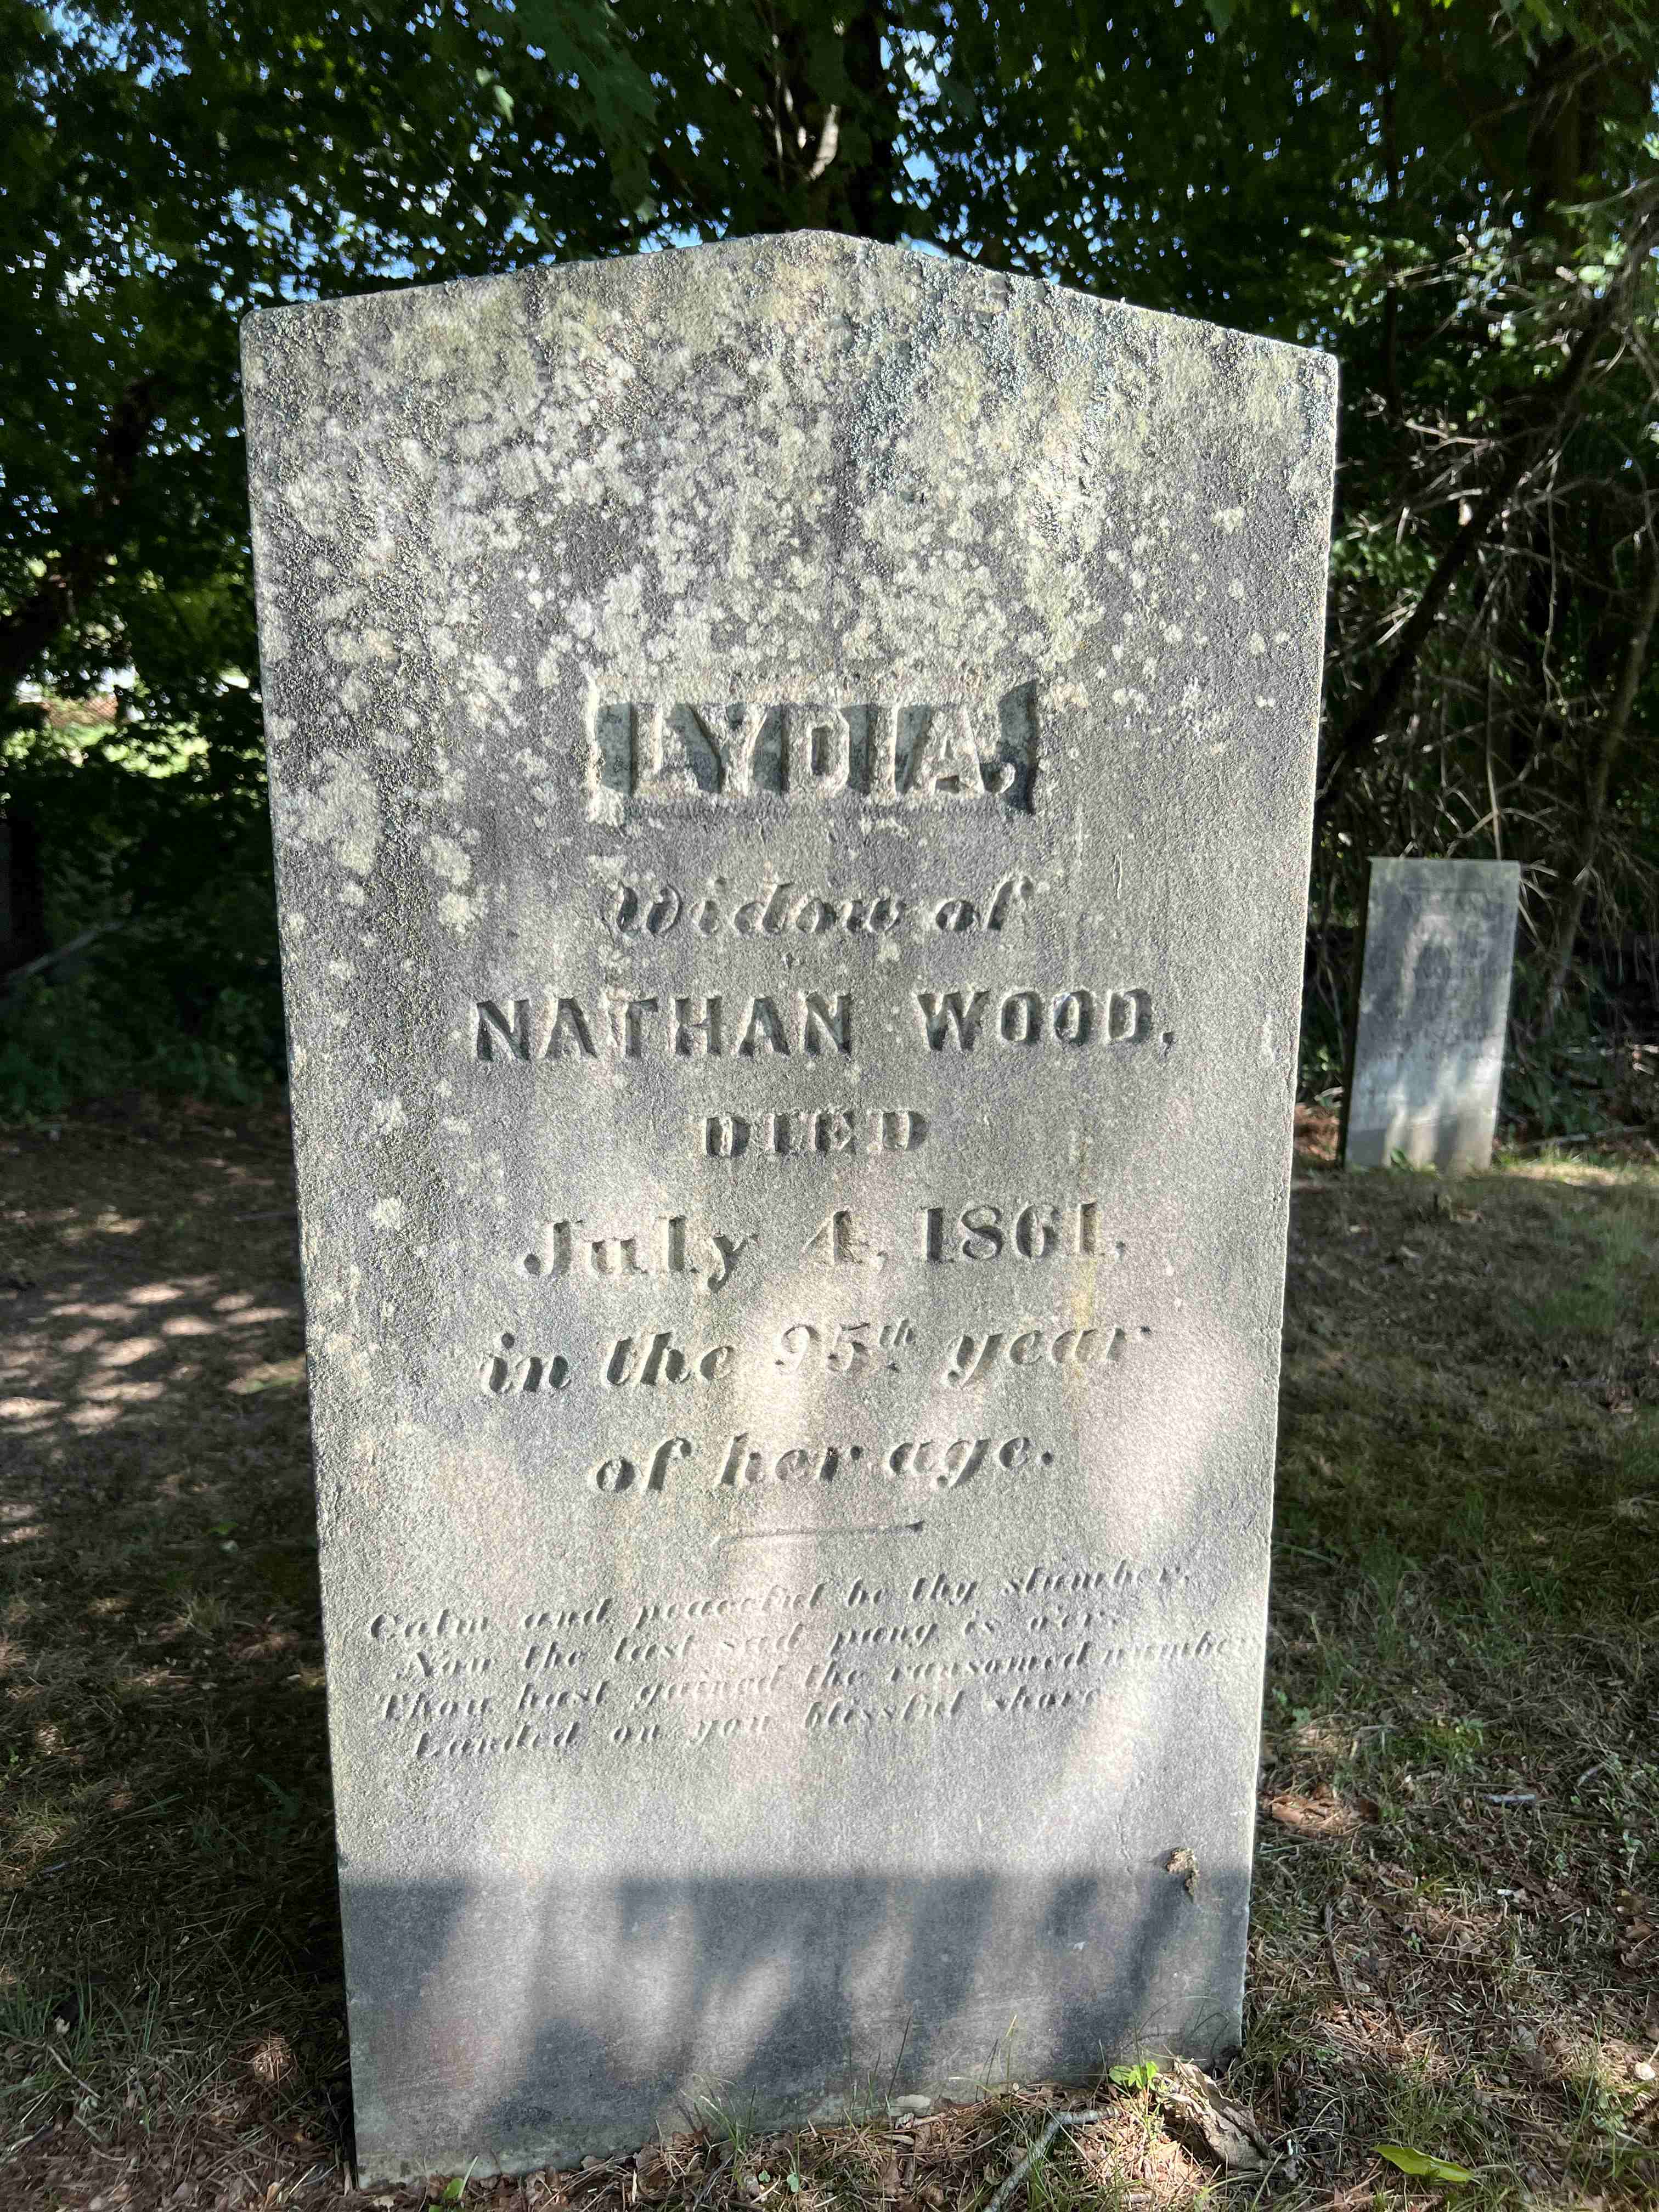 LYDIA,
Widow of
NATHAN WOOD,
DIED
July 4, 1861,
in the 95th year
of her age.
Calm and peaceful be thy slumber,
Now the last sad pang is o'er,
Thou hast gained the ransomed number
Landed on yon blissful shore.